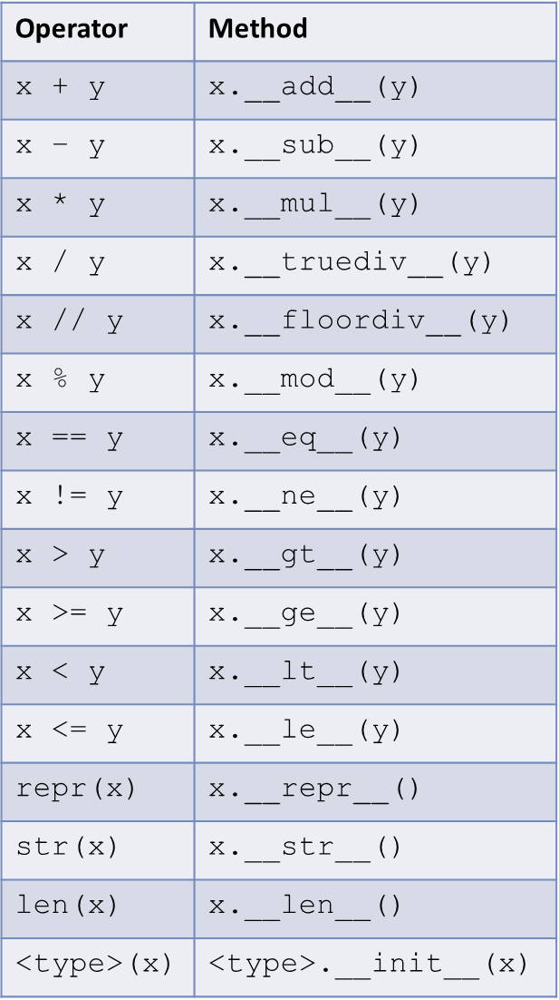 Operator Method
x + y x.__add__(y)
x - y x.__sub__(y)
x * y x.__mul__(y)
x / y x.__truediv__(y)
x // y x.__floordiv__(y)
x % y x.__mod__(y)
x == y x.__eq__(y)
x != y x.__ne__(y)
x > y x.__gt__(y)
x >= y x.__ge__(y)
x < y x.__lt__(y)
x <= y x.__le__(y)
repr(x) x.__repr__()
str(x) x.__str__()
len(x) x.__len__()
<type>(x) <type>.__init__(x)